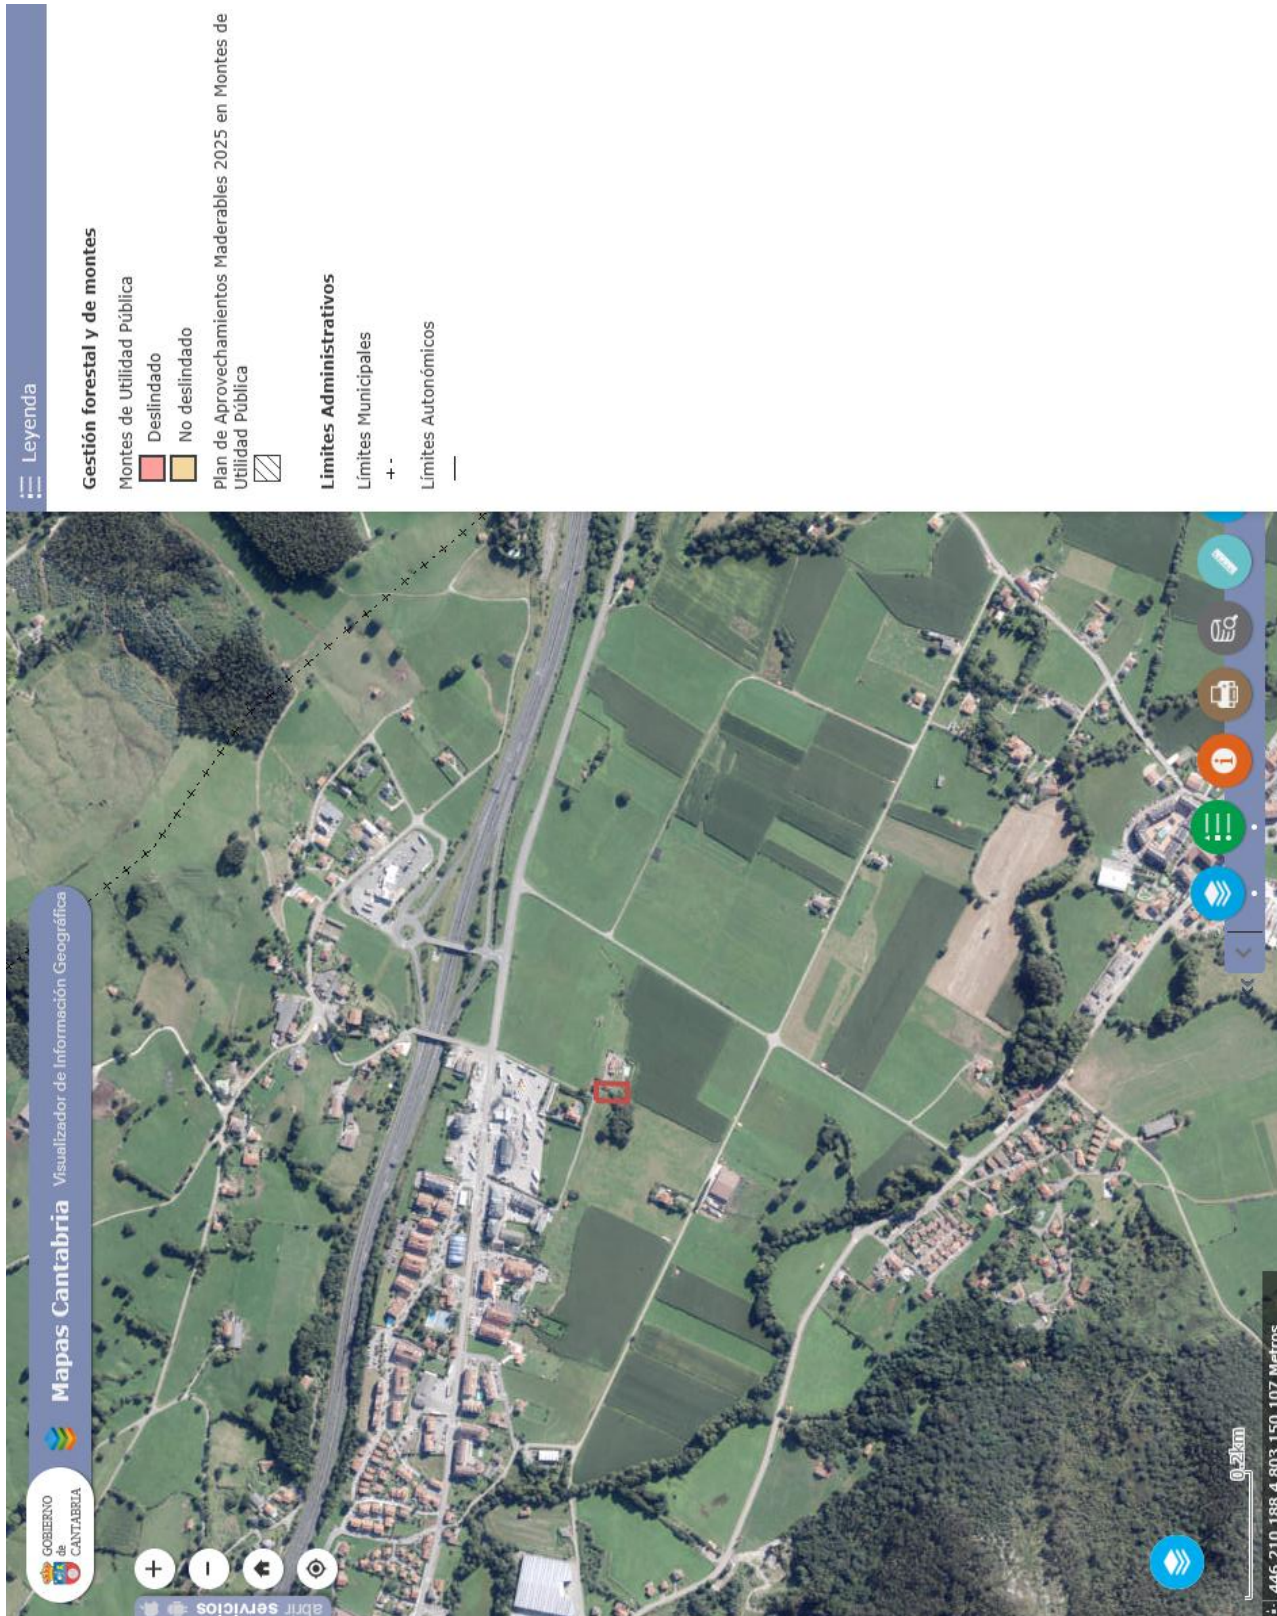 GOBIERNO
de
CANTABRIA
Mapas Cantabria Visualizador de Información Geográfica
Leyenda
Gestión forestal y de montes
Montes de Utilidad Pública
Deslindado
No deslindado
Plan de Aprovechamientos Maderables 2025 en Montes de
Utilidad Pública
Límites Administrativos
Límites Municipales
Límites Autonómicos
abrir servicios
0.2km
446.210,188 4.803.150,107 Metros